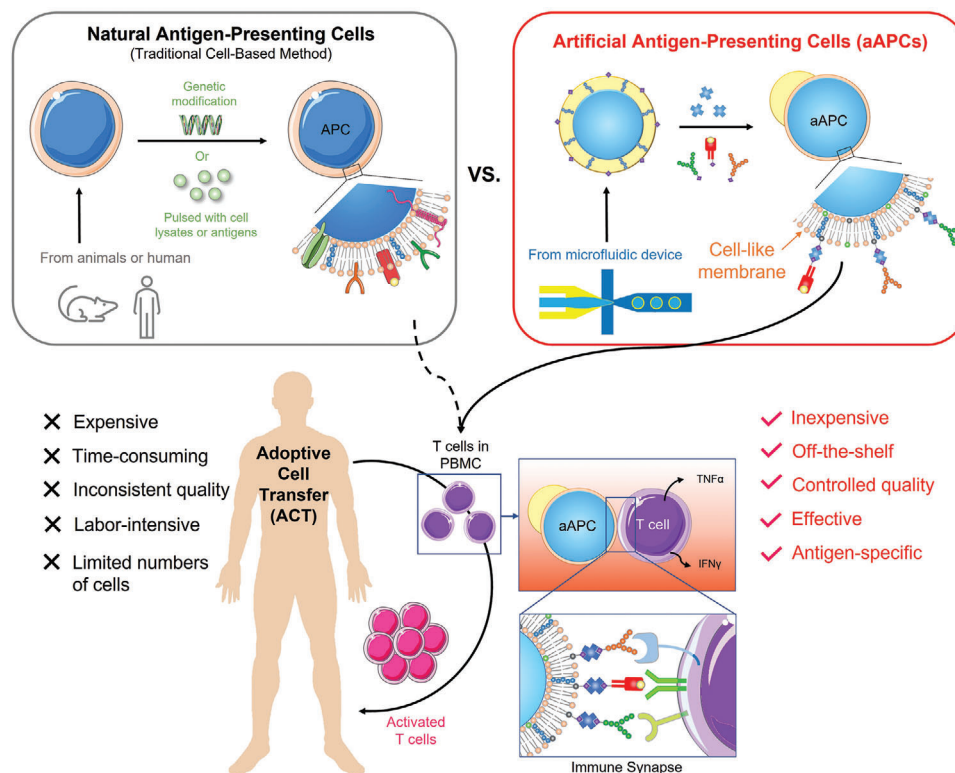 Natural Antigen-Presenting Cells
(Traditional Cell-Based Method)
Genetic
modification
Or
Pulsed with cell
lysates or antigens
APC
From animals or human
VS.
Artificial Antigen-Presenting Cells (aAPCs)
aAPC
From microfluidic device
Cell-like
membrane
Expensive
Time-consuming
Inconsistent quality
Labor-intensive
Limited numbers
of cells
Adoptive
Cell
Transfer
(ACT)
T cells in
PBMC
Activated
T cells
aAPC
T cell
TNFα
IFNγ
Immune Synapse
Inexpensive
Off-the-shelf
Controlled quality
Effective
Antigen-specific